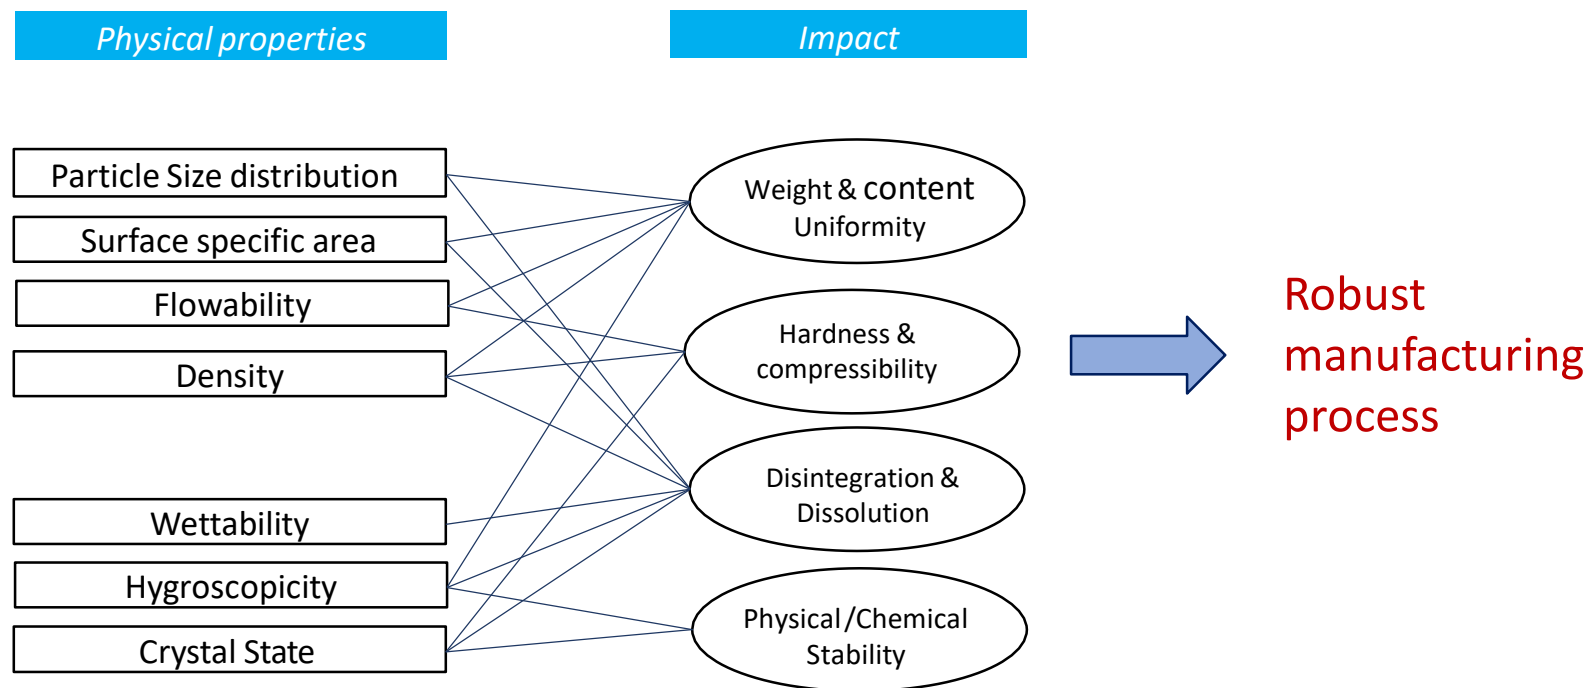 Physical properties
Impact
Particle Size distribution
Surface specific area
Flowability
Density
Wettability
Hygroscopicity
Crystal State
Weight & content
Uniformity
Hardness &
compressibility
Disintegration &
Dissolution
Physical /Chemical
Stability
Robust
manufacturing
process